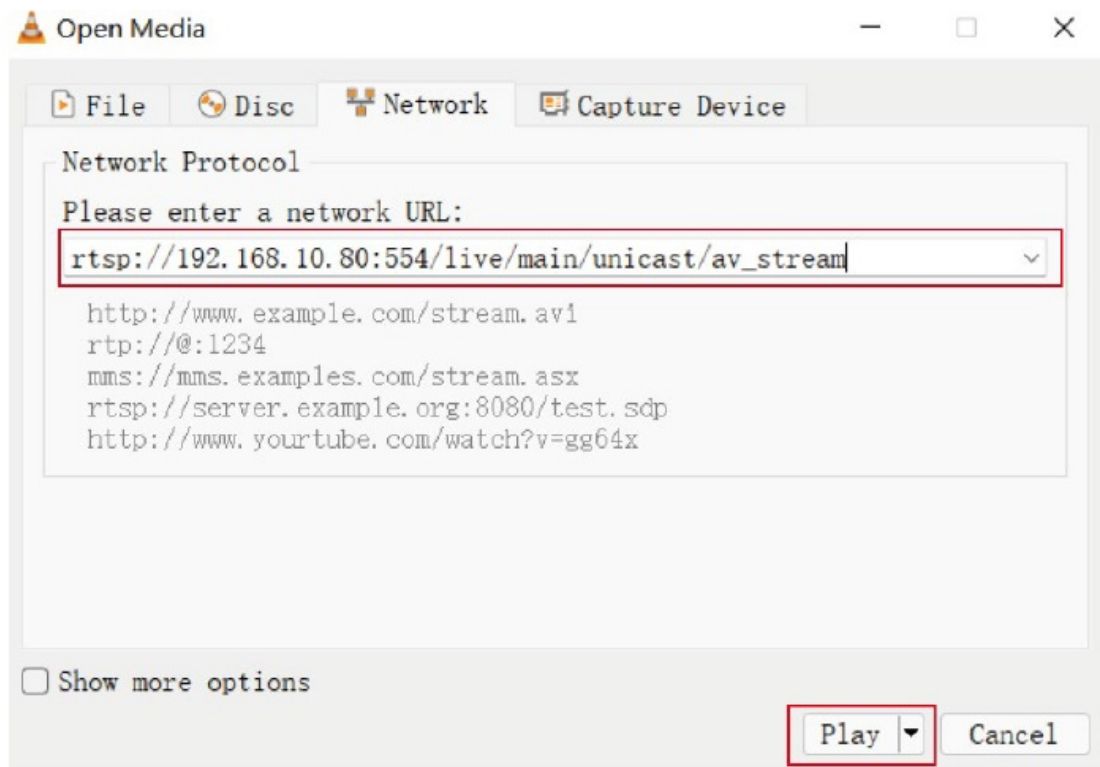 Open Media
File Disc Network Capture Device
Network Protocol
Please enter a network URL:
rtsp://192.168.10.80:554/live/main/unicast/av_stream
http://www.example.com/stream.avi
rtp://@:1234
mms://mms.examples.com/stream.asx
rtsp://server.example.org:8080/test.sdp
http://www.yourtube.com/watch?v=gg64x
Show more options
Play Cancel